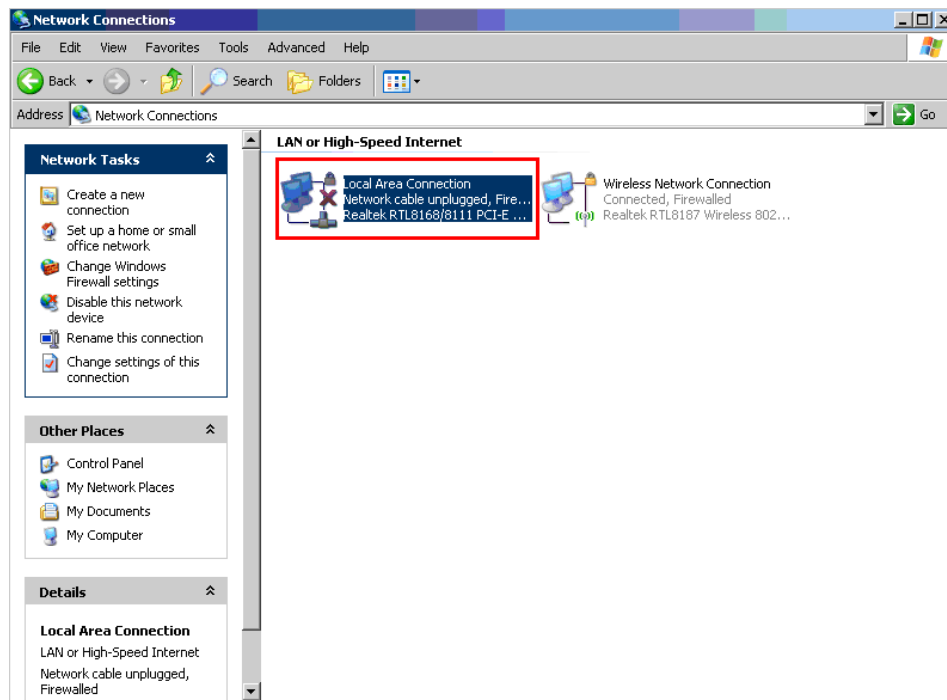 Network Connections
File Edit View Favorites Tools Advanced Help
Back Search Folders
Address Network Connections Go
Network Tasks
Create a new
connection
Set up a home or small
office network
Change Windows
Firewall settings
Disable this network
device
Rename this connection
Change settings of this
connection
Other Places
Control Panel
My Network Places
My Documents
My Computer
Details
Local Area Connection
LAN or High-Speed Internet
Network cable unplugged,
Firewalled
LAN or High-Speed Internet
Local Area Connection
Network cable unplugged, Fire...
Realtek RTL8168/8111 PCI-E ...
Wireless Network Connection
Connected, Firewalled
Realtek RTL8187 Wireless 802...